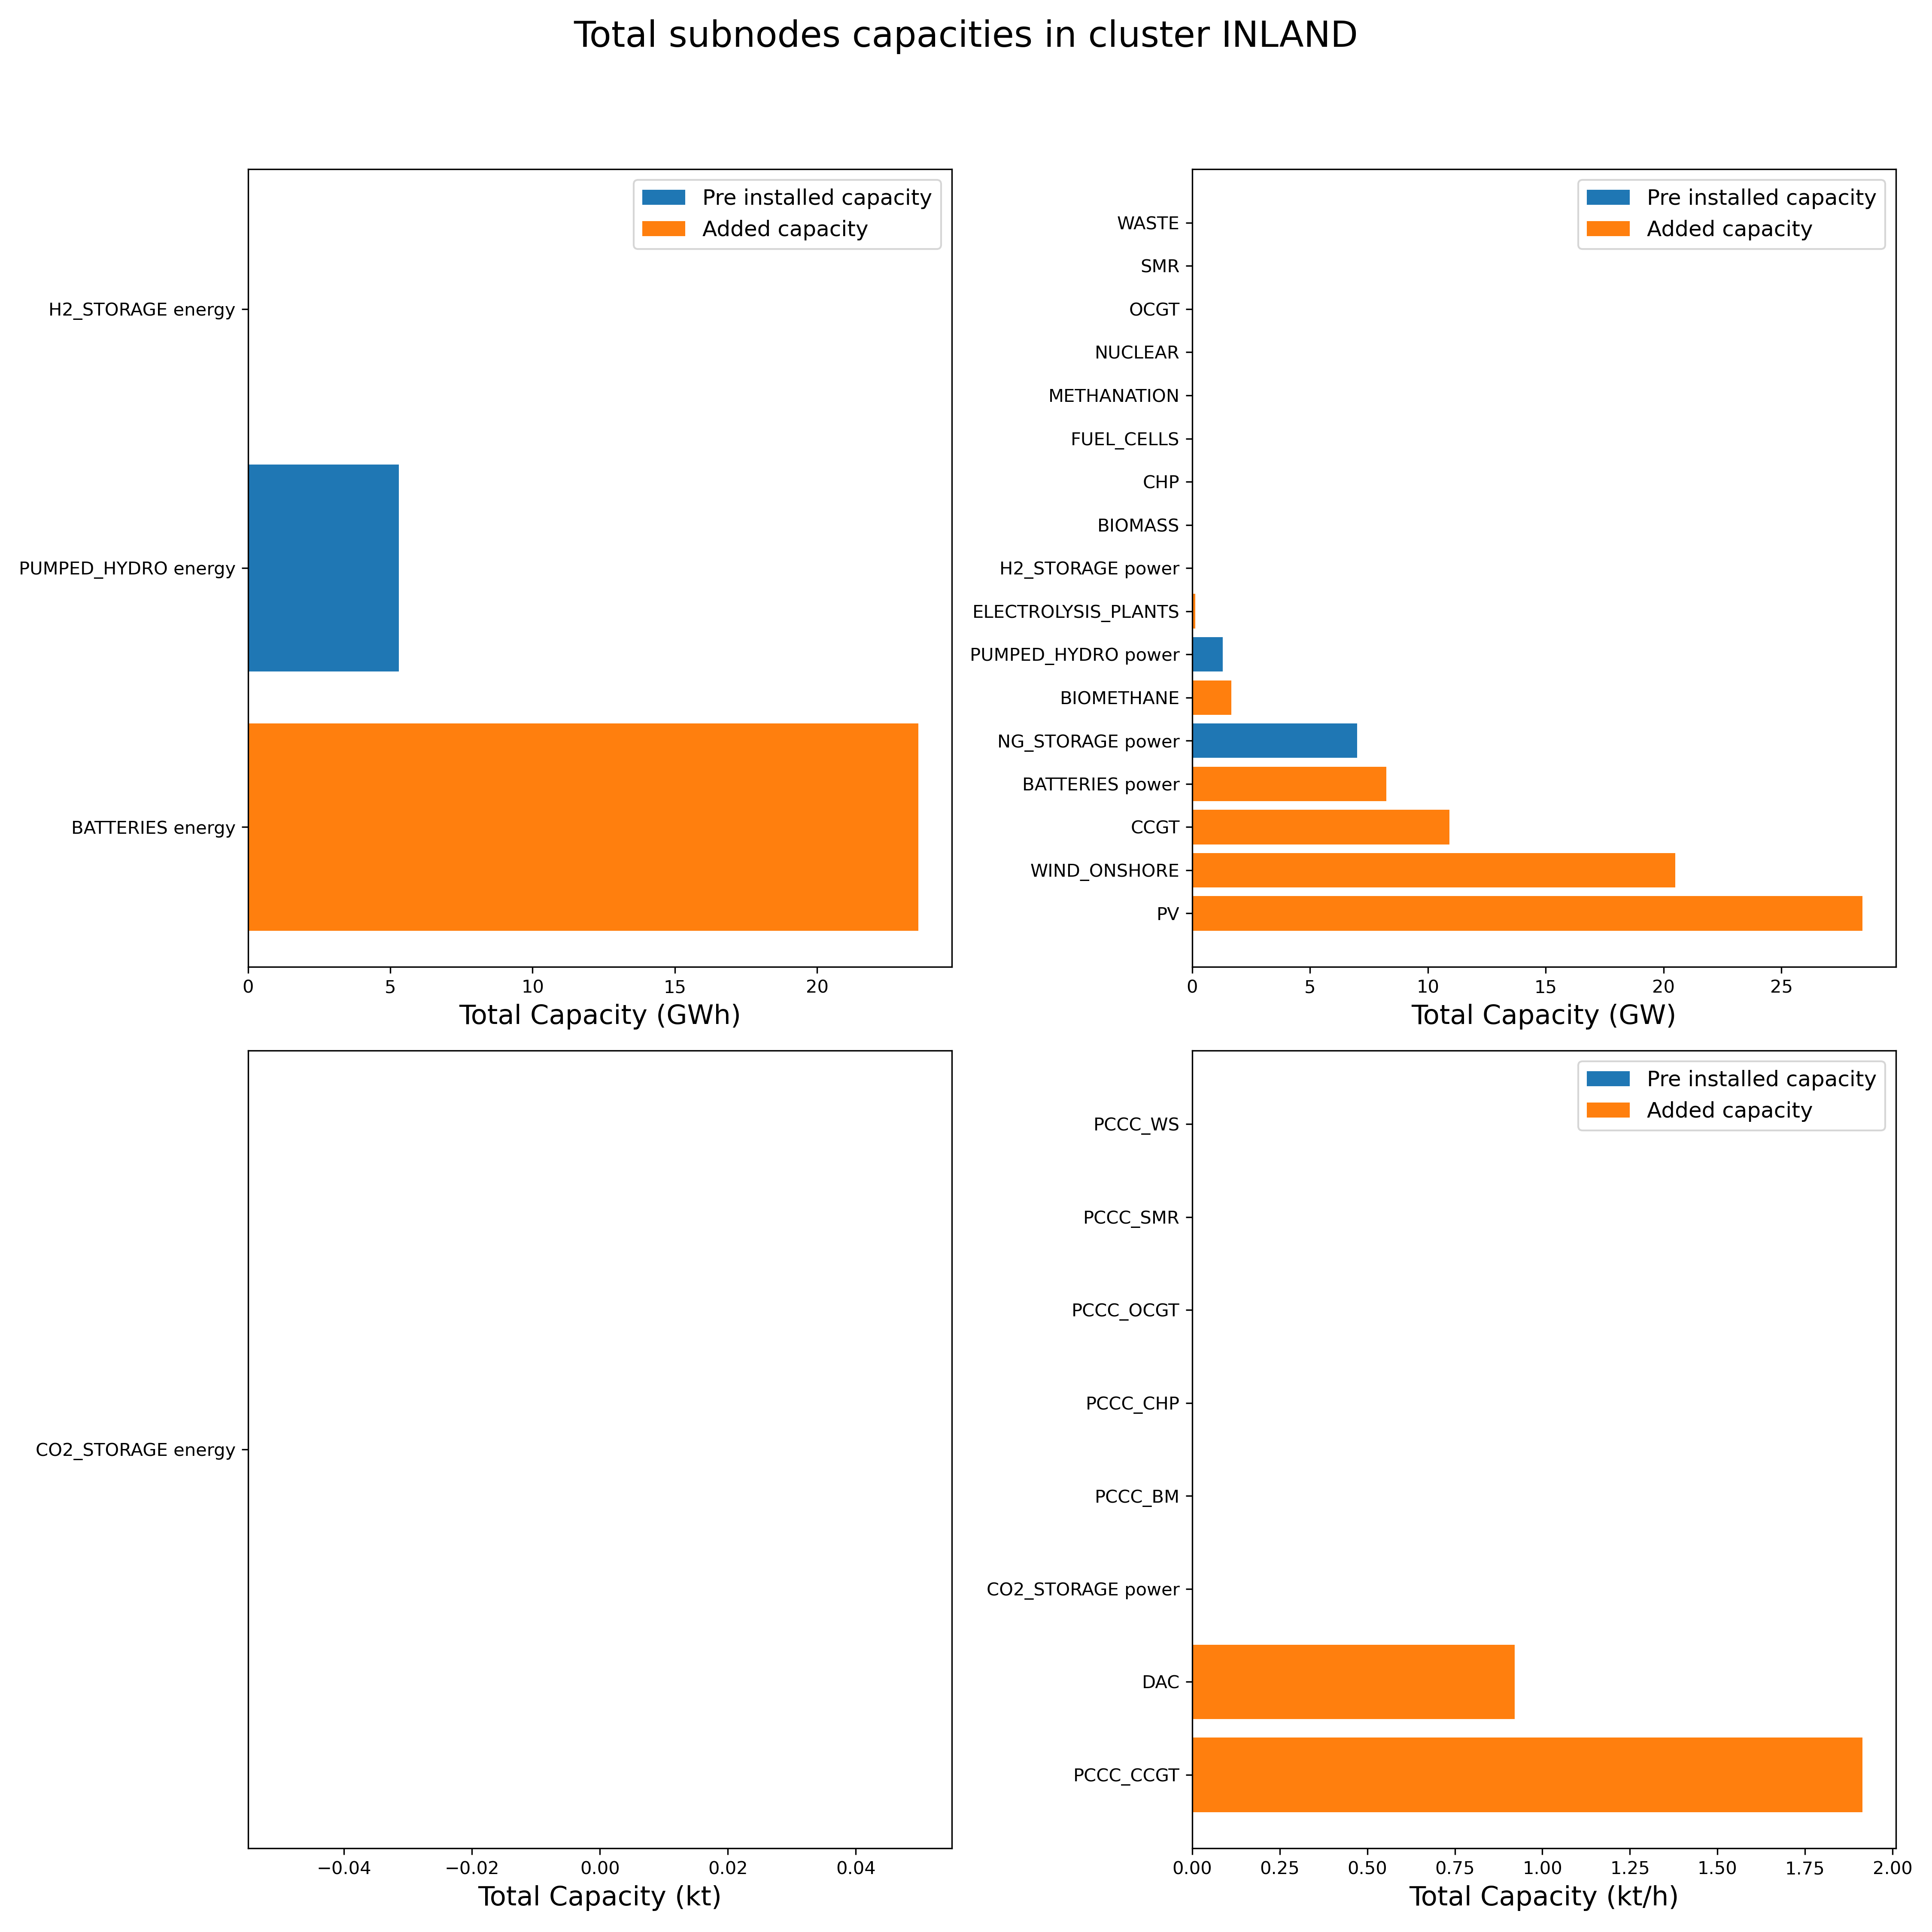 Total subnodes capacities in cluster INLAND
Pre installed capacity
Added capacity
H2_STORAGE energy
PUMPED_HYDRO energy
BATTERIES energy
0 5 10 15 20
Total Capacity (GWh)
Pre installed capacity
Added capacity
WASTE
SMR
OCGT
NUCLEAR
METHANATION
FUEL_CELLS
CHP
BIOMASS
H2_STORAGE power
ELECTROLYSIS_PLANTS
PUMPED_HYDRO power
BIOMETHANE
NG_STORAGE power
BATTERIES power
CCGT
WIND_ONSHORE
PV
0 5 10 15 20 25
Total Capacity (GW)
CO2_STORAGE energy
−0.04 −0.02 0.00 0.02 0.04
Total Capacity (kt)
Pre installed capacity
Added capacity
PCCC_WS
PCCC_SMR
PCCC_OCGT
PCCC_CHP
PCCC_BM
CO2_STORAGE power
DAC
PCCC_CCGT
0.00 0.25 0.50 0.75 1.00 1.25 1.50 1.75 2.00
Total Capacity (kt/h)